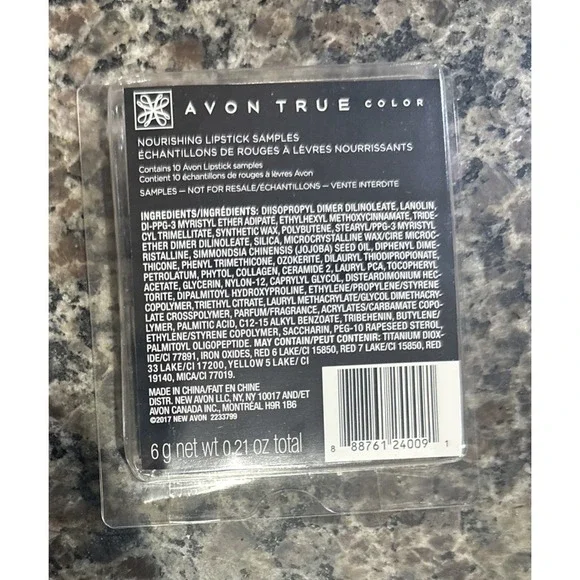 AVON TRUE COLOR
NOURISHING LIPSTICK SAMPLES
ÉCHANTILLONS DE ROUGES À LÈVRES NOURRISSANTS
Contains 10 Avon Lipstick samples
Contient 10 échantillons de rouges à lèvres Avon
SAMPLES – NOT FOR RESALE/ÉCHANTILLONS – VENTE INTERDITE
INGREDIENTS/INGRÉDIENTS: DIISOPROPYL DIMER DILINOLEATE, LANOLIN,
DI-PPG-3 MYRISTYL ETHER ADIPATE, ETHYLHEXYL METHOXYCINNAMATE, TRIDE-
CYL TRIMELLITATE, SYNTHETIC WAX, POLYBUTENE, STEARYL/PPG-3 MYRISTYL
ETHER DIMER DILINOLEATE, SILICA, MICROCRYSTALLINE WAX/CIRE MICROC-
RISTALLINE, SIMMONDSIA CHINENSIS (JOJOBA) SEED OIL, DIPHENYL DIME-
THICONE, PHENYL TRIMETHICONE, OZOKERITE, DILAURYL THIODIPROPIONATE,
PETROLATUM, PHYTOL, COLLAGEN, CERAMIDE 2, LAURYL PCA, TOCOPHERYL
ACETATE, GLYCERIN, NYLON-12, CAPRYLYL GLYCOL, DISTEARDIMONIUM HEC-
TORITE, DIPALMITOYL HYDROXYPROLINE, ETHYLENE/PROPYLENE/STYRENE
COPOLYMER, TRIETHYL CITRATE, LAURYL METHACRYLATE/GLYCOL DIMETHACRY-
LATE CROSSPOLYMER, PARFUM/FRAGRANCE, ACRYLATES/CARBAMATE COPO-
LYMER, PALMITIC ACID, C12-15 ALKYL BENZOATE, TRIBEHENIN, BUTYLENE/
ETHYLENE/STYRENE COPOLYMER, SACCHARIN, PEG-10 RAPESEED STEROL,
PALMITOYL OLIGOPEPTIDE. MAY CONTAIN/PEUT CONTENIR: TITANIUM DIOX-
IDE/CI 77891, IRON OXIDES, RED 6 LAKE/CI 15850, RED 7 LAKE/CI 15850, RED
33 LAKE/CI 17200, YELLOW 5 LAKE/ CI
19140, MICA/CI 77019.
MADE IN CHINA/FAIT EN CHINE
DISTR. NEW AVON LLC, NY, NY 10017 AND/ET
AVON CANADA INC., MONTRÉAL H9R 1B6
©2017 NEW AVON 2233799
6 g net wt 0.21 oz total
8 88761 24009 1